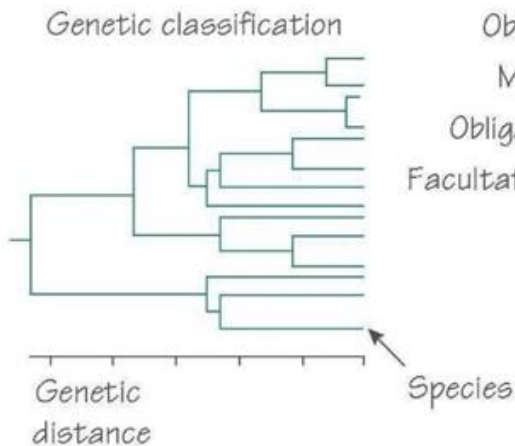 Genetic classification
Ob
M
Oblig
Facultat
Genetic
distance
Species